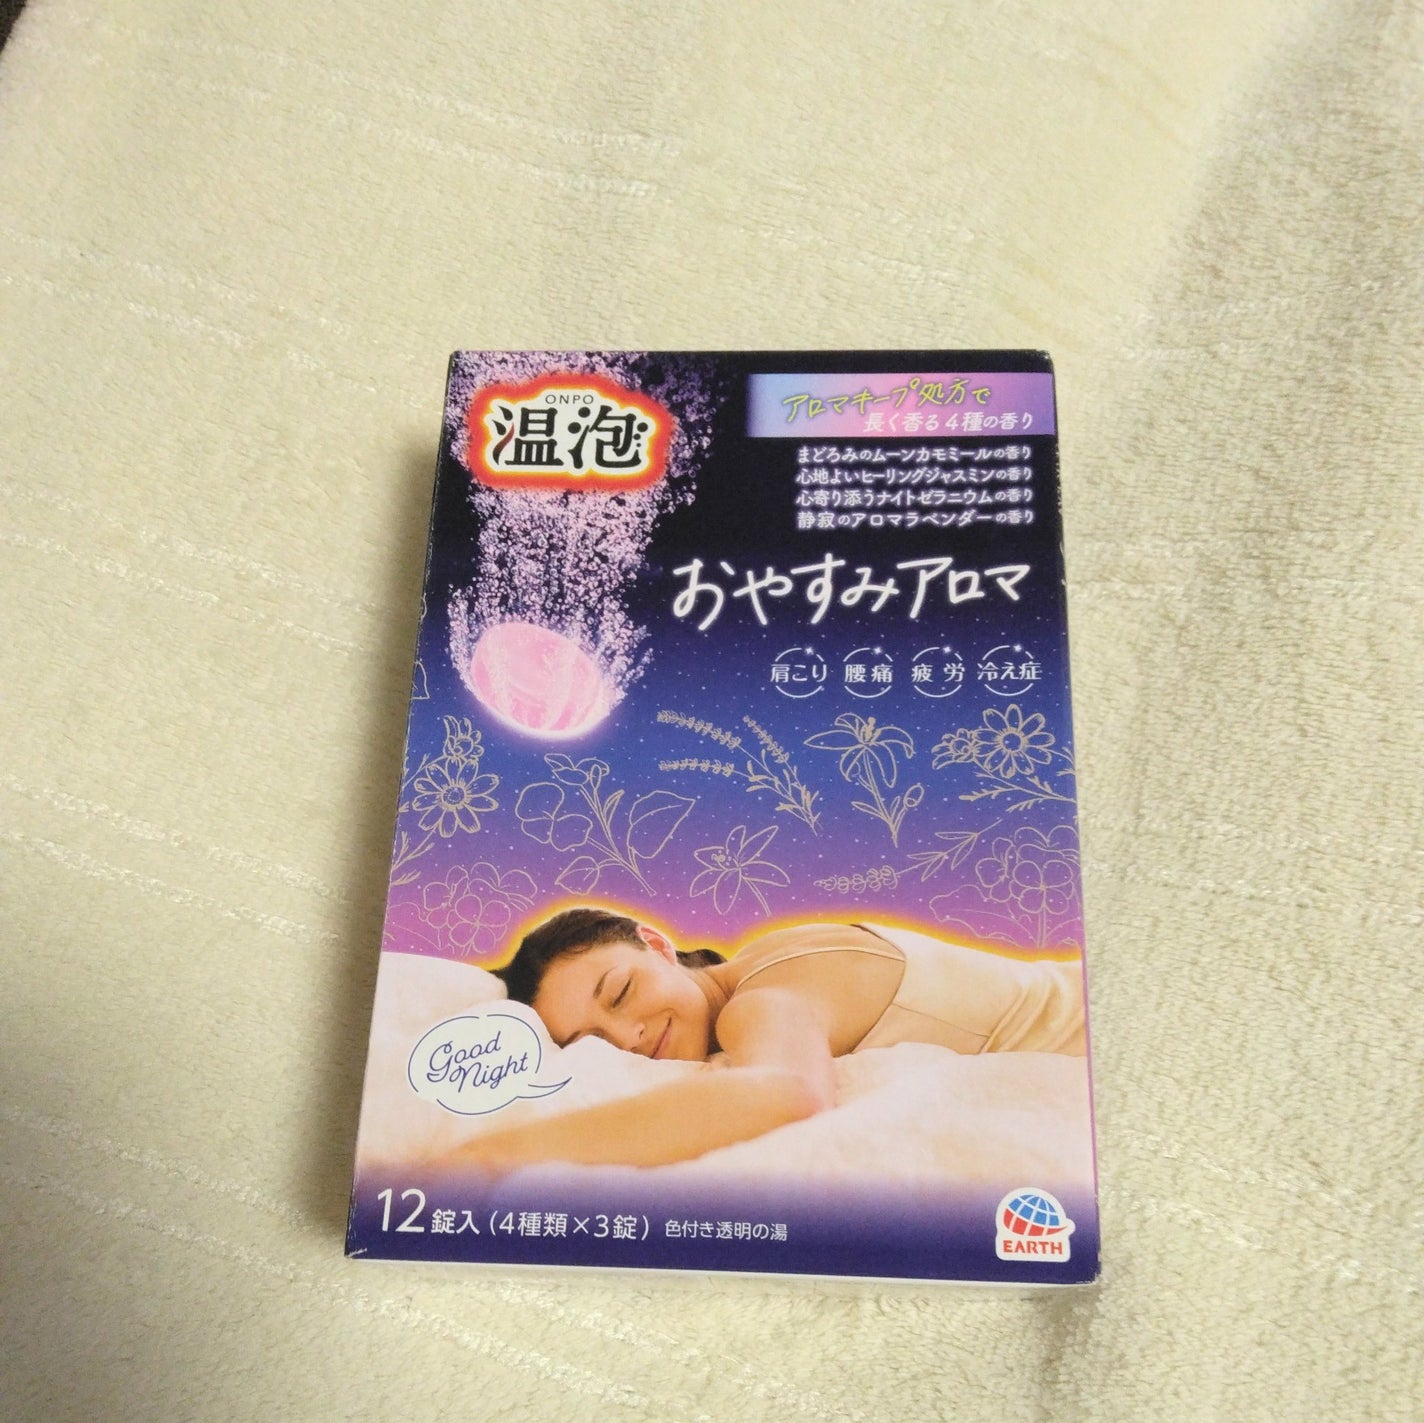 ONPO
温泡
アロマキープ処方で
長く香る4種の香り
まどろみのムーンカモミールの香り
心地よいヒーリングジャスミンの香り
心寄り添うナイトゼラニウムの香り
静寂のアロマラベンダーの香り
おやすみアロマ
肩こり 腰痛 疲労 冷え症
Good
Night
12錠入(4種類×3錠) 色付き透明の湯
EARTH